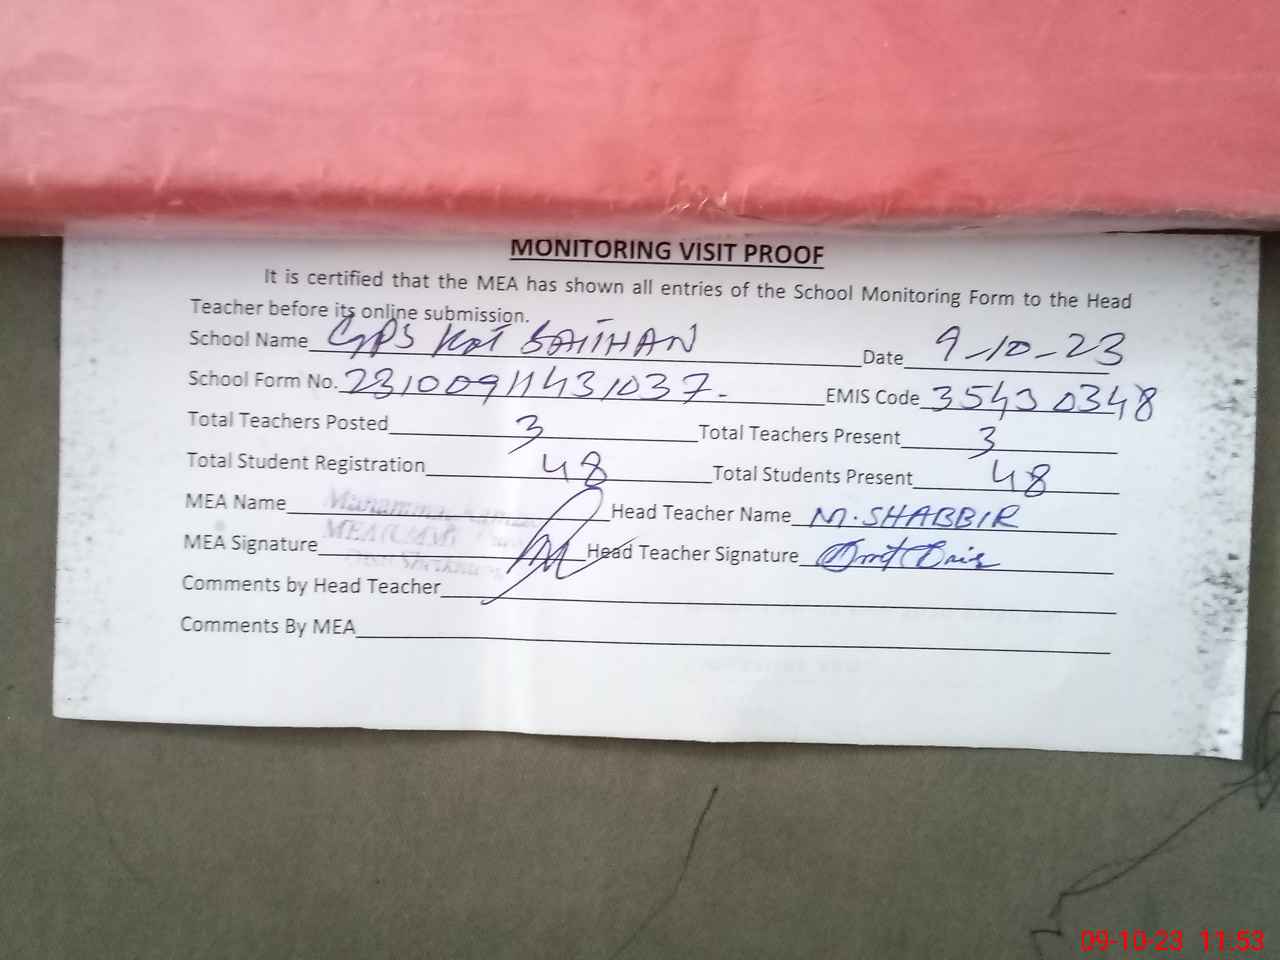 MONITORING VISIT PROOF
It is certified that the MEA has shown all entries of the School Monitoring Form to the Head
Teacher before its online submission.
School Name GPS Kot SAITHAN Date 9-10-23
School Form No. 23100911431037. EMIS Code 35430348
Total Teachers Posted 3 Total Teachers Present 3
Total Student Registration 48 Total Students Present 48
MEA Name Head Teacher Name M. SHABBIR
MEA Signature Head Teacher Signature
Comments by Head Teacher
Comments By MEA
09-10-23 11:53